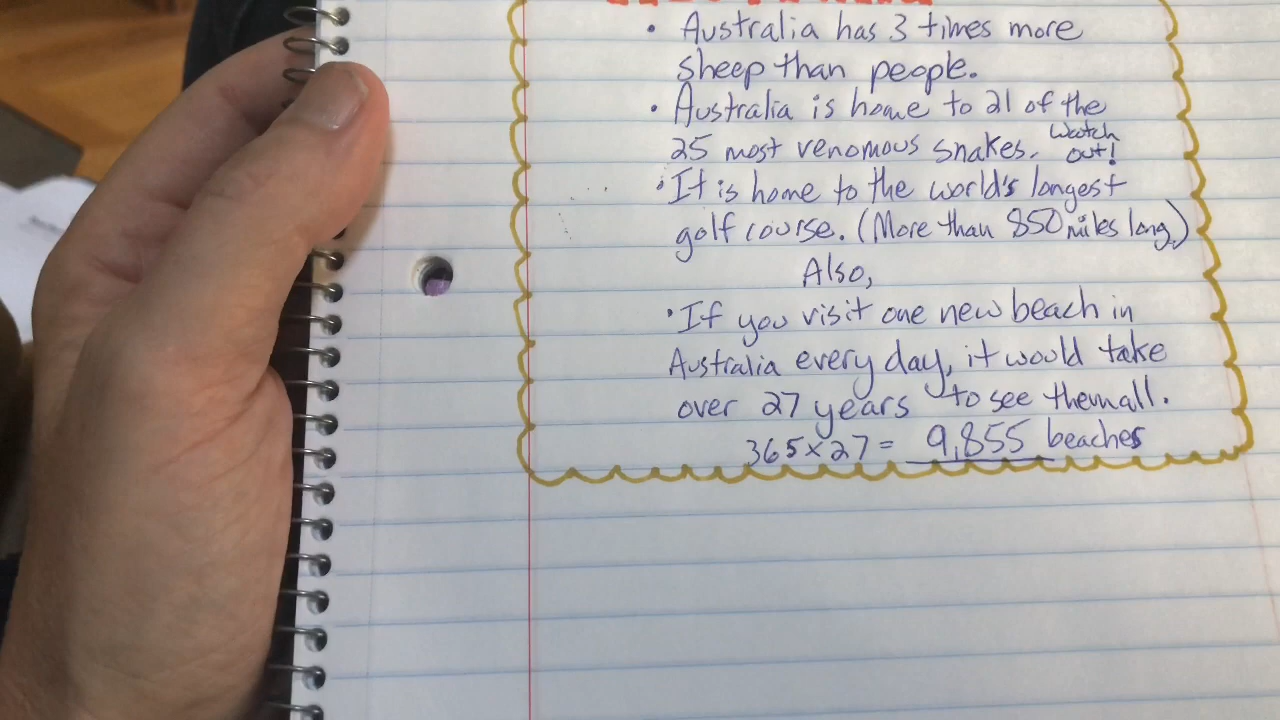 • Australia has 3 times more
sheep than people.
• Australia is home to 21 of the
25 most venomous snakes. Watch out!
• It is home to the world's longest
golf course. (More than 850 miles long.)
Also,
• If you visit one new beach in
Australia every day, it would take
over 27 years to see them all.
365x27 = 9,855 beaches